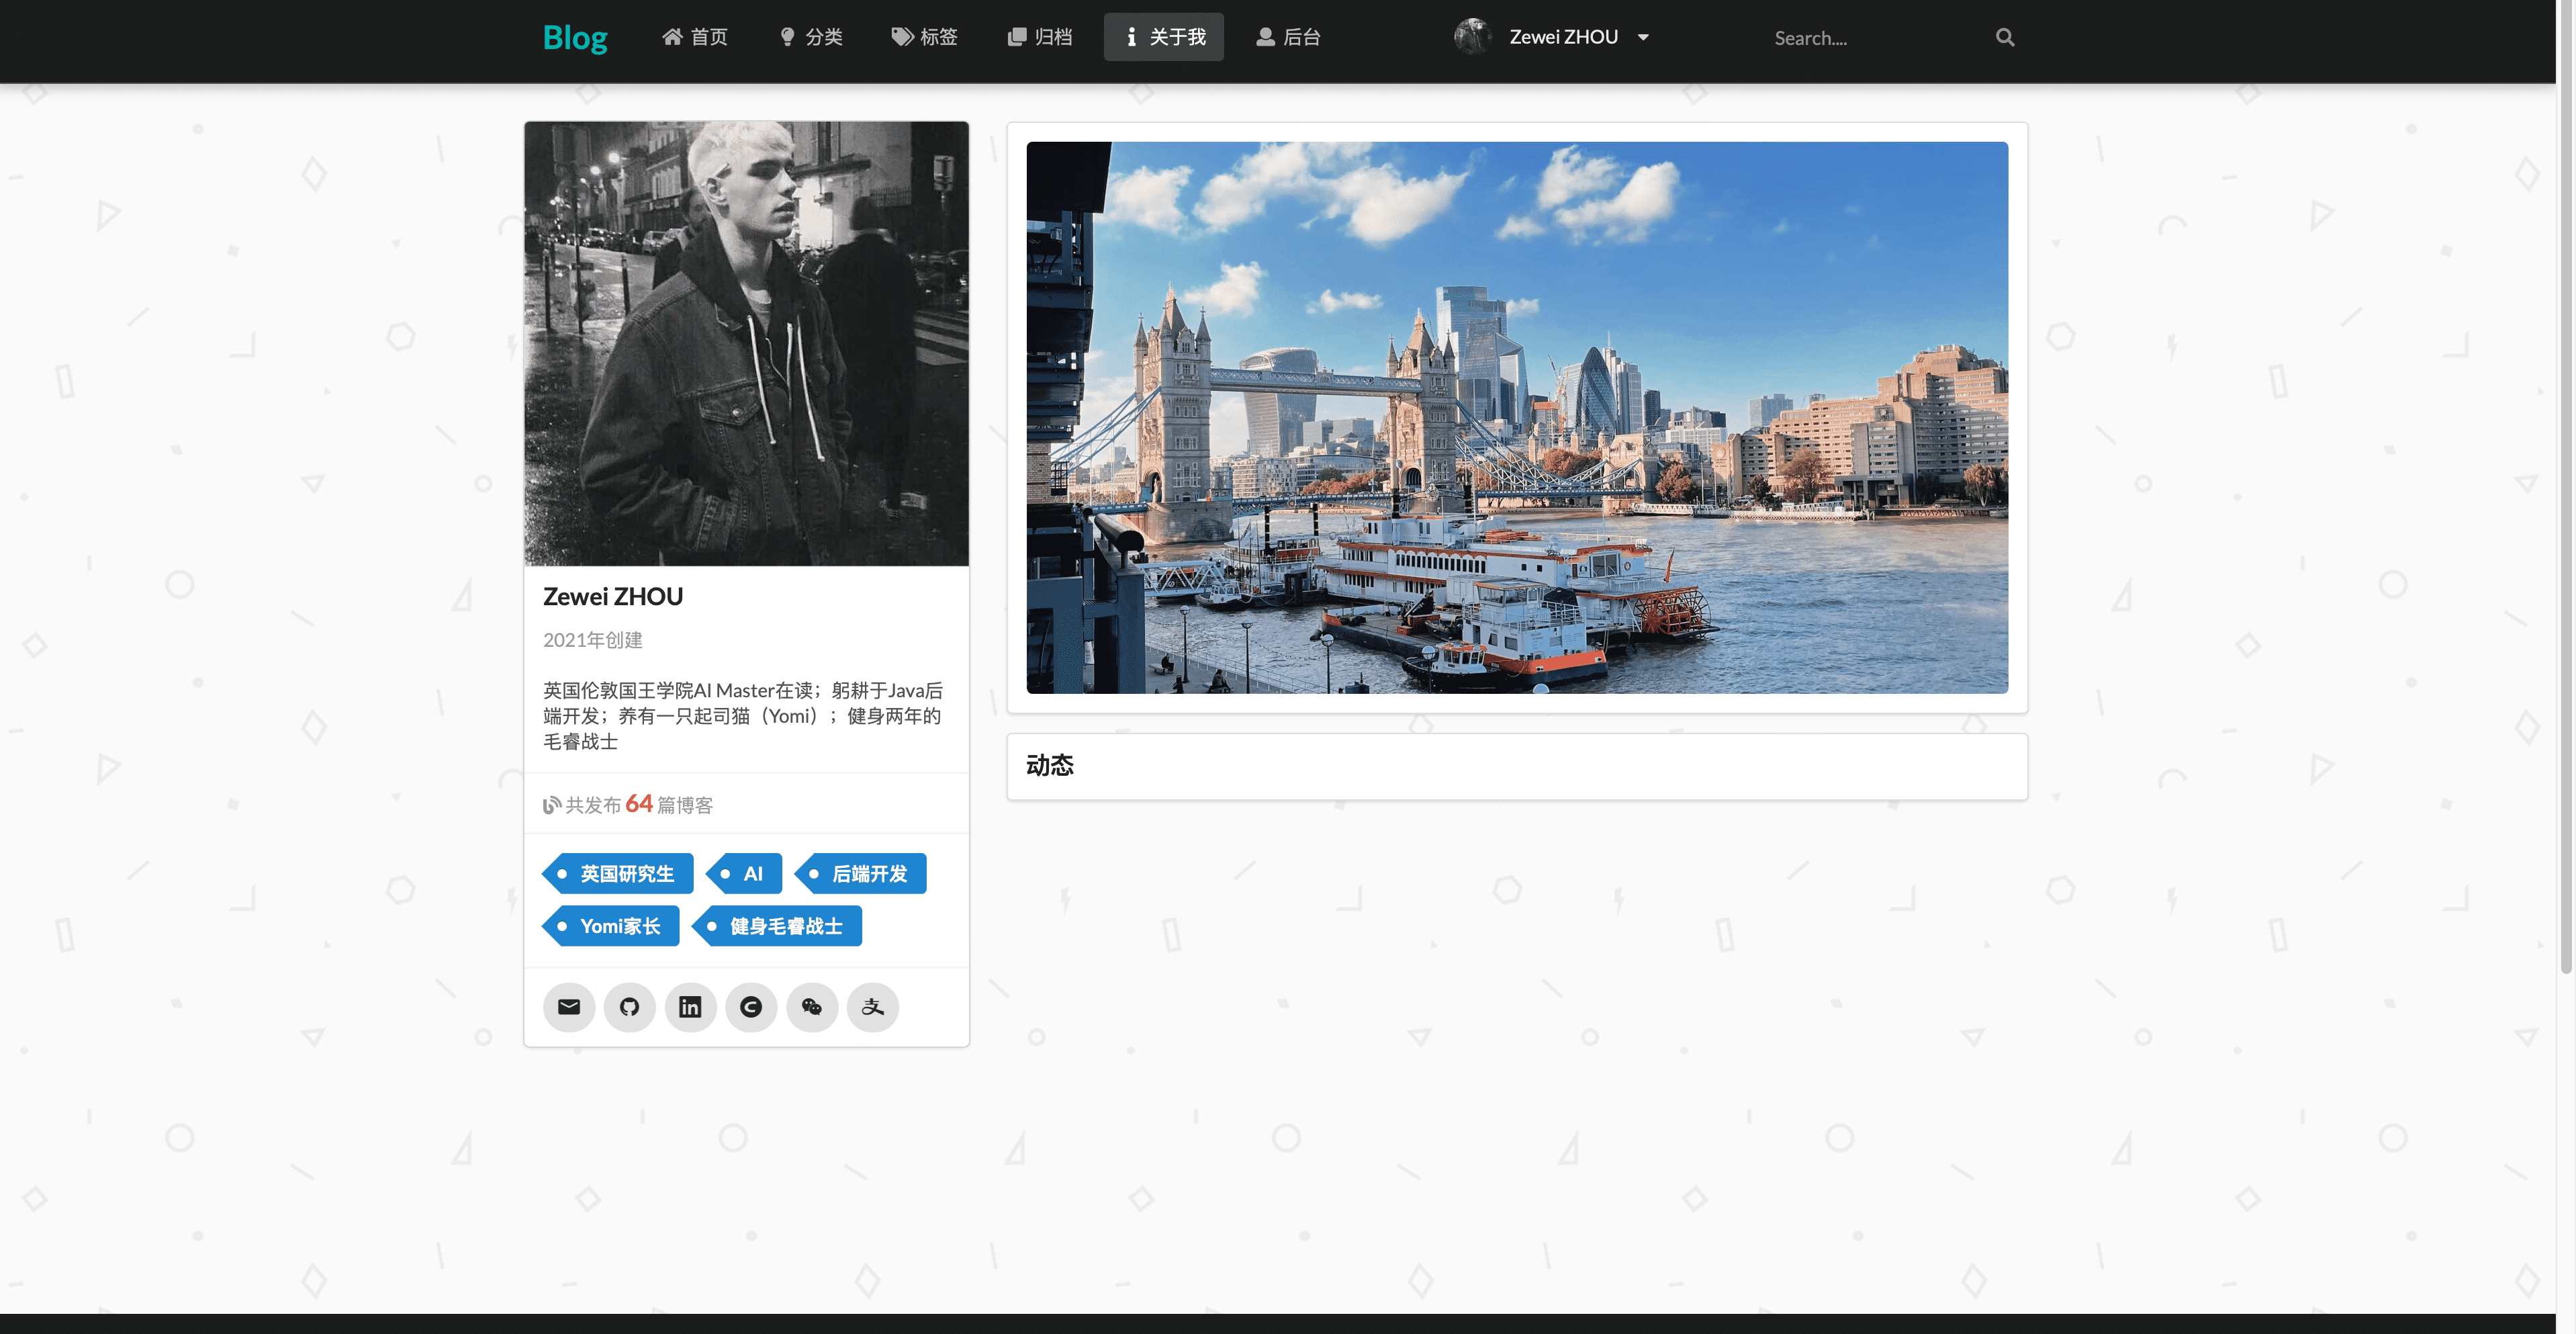 Blog 首页 分类 标签 归档 关于我 后台 Zewei ZHOU Search....
Zewei ZHOU
2021年创建
英国伦敦国王学院AI Master在读；躬耕于Java后
端开发；养有一只起司猫（Yomi）；健身两年的
毛睿战士
共发布 64 篇博客
英国研究生 AI 后端开发
Yomi家长 健身毛睿战士
动态